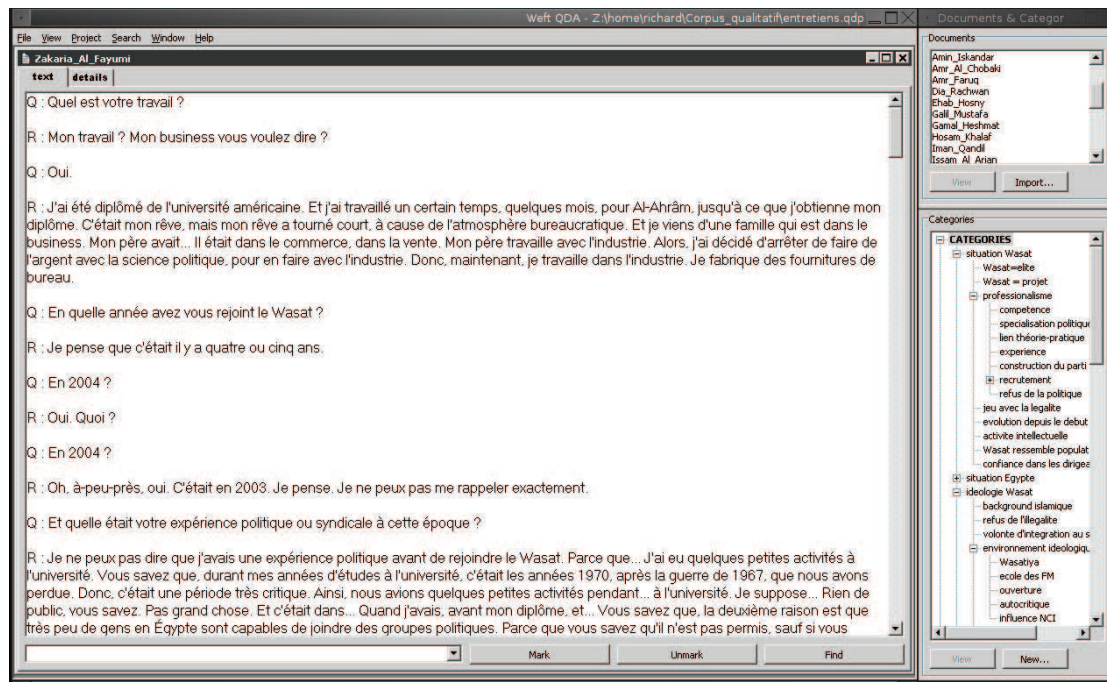 Weft QDA - Z:\home\richard\Corpus_qualitatif\entretiens.qdp
File View Project Search Window Help
Zakaria_Al_Fayumi
text details
Q : Quel est votre travail ?
R : Mon travail ? Mon business vous voulez dire ?
Q : Oui.
R : J'ai été diplômé de l'université américaine. Et j'ai travaillé un certain temps, quelques mois, pour Al-Ahrâm, jusqu'à ce que j'obtienne mon
diplôme. C'était mon rêve, mais mon rêve a tourné court, à cause de l'atmosphère bureaucratique. Et je viens d'une famille qui est dans le
business. Mon père avait... Il était dans le commerce, dans la vente. Mon père travaille avec l'industrie. Alors, j'ai décidé d'arrêter de faire de
l'argent avec la science politique, pour en faire avec l'industrie. Donc, maintenant, je travaille dans l'industrie. Je fabrique des fournitures de
bureau.
Q : En quelle année avez vous rejoint le Wasat ?
R : Je pense que c'était il y a quatre ou cinq ans.
Q : En 2004 ?
R : Oui. Quoi ?
Q : En 2004 ?
R : Oh, à-peu-près, oui. C'était en 2003. Je pense. Je ne peux pas me rappeler exactement.
Q : Et quelle était votre expérience politique ou syndicale à cette époque ?
R : Je ne peux pas dire que j'avais une expérience politique avant de rejoindre le Wasat. Parce que... J'ai eu quelques petites activités à
l'université. Vous savez que, durant mes années d'études à l'université, c'était les années 1970, après la guerre de 1967, que nous avons
perdue. Donc, c'était une période très critique. Ainsi, nous avions quelques petites activités pendant... à l'université. Je suppose... Rien de
public, vous savez. Pas grand chose. Et c'était dans... Quand j'avais, avant mon diplôme, et... Vous savez que, la deuxième raison est que
très peu de gens en Égypte sont capables de joindre des groupes politiques. Parce que vous savez qu'il n'est pas permis, sauf si vous
Mark Unmark Find
Documents & Categor
Documents
Amin_Iskandar
Amr_Al_Chobaki
Amr_Faruq
Dia_Rachwan
Ehab_Hosny
Galil_Mustafa
Gamal_Heshmat
Hosam_Khalaf
Iman_Qandil
Issam_Al_Arian
View Import...
Categories
CATEGORIES
situation Wasat
Wasat=elite
Wasat = projet
professionalisme
competence
specialisation politique
lien théorie-pratique
experience
construction du parti
recrutement
refus de la politique
jeu avec la legalite
evolution depuis le debut
activite intellectuelle
Wasat ressemble populat
confiance dans les dirigea
situation Egypte
ideologie Wasat
background islamique
refus de l'illegalite
volonte d'integration au s
environnement ideologiqu
Wasatiya
ecole des FM
ouverture
autocritique
influence NCI
View New...